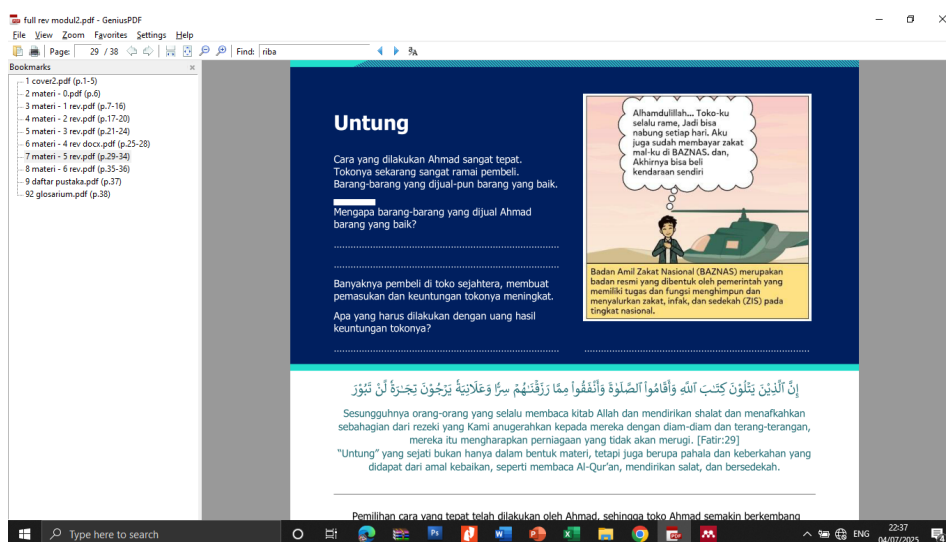 full rev modul2.pdf - GeniusPDF
File View Zoom Favorites Settings Help
Page: 29 / 38 Find: riba
Bookmarks
1 cover2.pdf (p.1-5)
2 materi - 0.pdf (p.6)
3 materi - 1 rev.pdf (p.7-16)
4 materi - 2 rev.pdf (p.17-20)
5 materi - 3 rev.pdf (p.21-24)
6 materi - 4 rev docx.pdf (p.25-28)
7 materi - 5 rev.pdf (p.29-34)
8 materi - 6 rev.pdf (p.35-36)
9 daftar pustaka.pdf (p.37)
92 glosarium.pdf (p.38)
Untung
Cara yang dilakukan Ahmad sangat tepat.
Tokonya sekarang sangat ramai pembeli.
Barang-barang yang dijual-pun barang yang baik.
Mengapa barang-barang yang dijual Ahmad
barang yang baik?
Banyaknya pembeli di toko sejahtera, membuat
pemasukan dan keuntungan tokonya meningkat.
Apa yang harus dilakukan dengan uang hasil
keuntungan tokonya?
Alhamdulillah... Toko-ku
selalu rame, Jadi bisa
nabung setiap hari. Aku
juga sudah membayar zakat
mal-ku di BAZNAS. dan,
Akhirnya bisa beli
kendaraan sendiri
Badan Amil Zakat Nasional (BAZNAS) merupakan
badan resmi yang dibentuk oleh pemerintah yang
memiliki tugas dan fungsi menghimpun dan
menyalurkan zakat, infak, dan sedekah (ZIS) pada
tingkat nasional.
إِنَّ ٱلَّذِيْنَ يَتْلُوْنَ كِتَٰبَ ٱللَّهِ وَأَقَامُوا۟ ٱلصَّلَوٰةَ وَأَنْفَقُوا۟ مِمَّا رَزَقْنَٰهُمْ سِرًّا وَعَلَانِيَةً يَرْجُوْنَ تِجَٰرَةً لَّنْ تَبُوْرَ
Sesungguhnya orang-orang yang selalu membaca kitab Allah dan mendirikan shalat dan menafkahkan
sebahagian dari rezeki yang Kami anugerahkan kepada mereka dengan diam-diam dan terang-terangan,
mereka itu mengharapkan perniagaan yang tidak akan merugi. [Fatir:29]
"Untung" yang sejati bukan hanya dalam bentuk materi, tetapi juga berupa pahala dan keberkahan yang
didapat dari amal kebaikan, seperti membaca Al-Qur'an, mendirikan salat, dan bersedekah.
Pemilihan cara yang tepat telah dilakukan oleh Ahmad, sehingga toko Ahmad semakin berkembang
Type here to search
ENG
22:37
04/07/2025